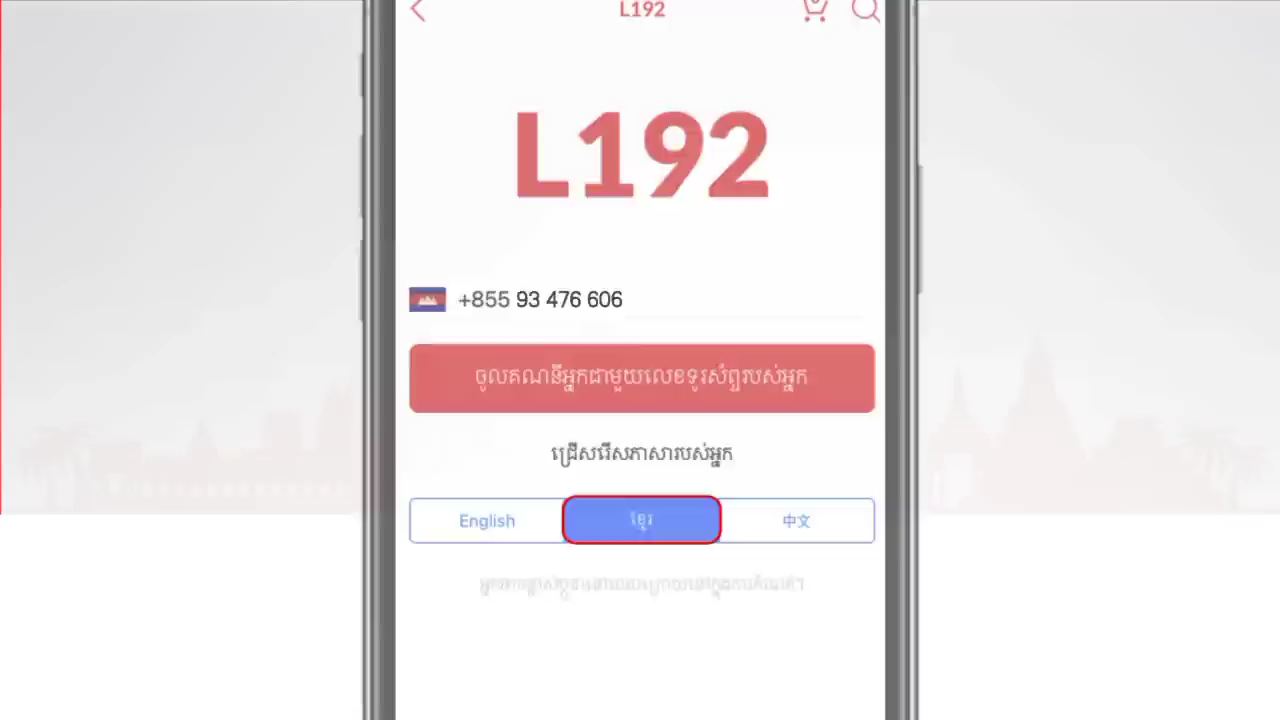 L192
L192
+855 93 476 606
ចូលគណនីអ្នកជាមួយលេខទូរស័ព្ទរបស់អ្នក
ជ្រើសរើសភាសារបស់អ្នក
English ខ្មែរ 中文